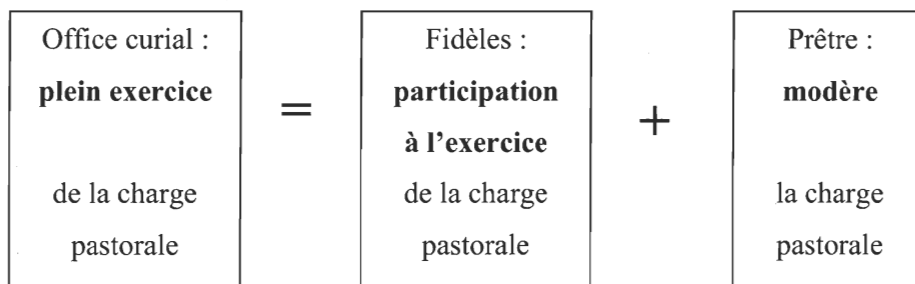 Office curial :
plein exercice
de la charge
pastorale
=
Fidèles :
participation
à l'exercice
de la charge
pastorale
+
Prêtre :
modère
la charge
pastorale